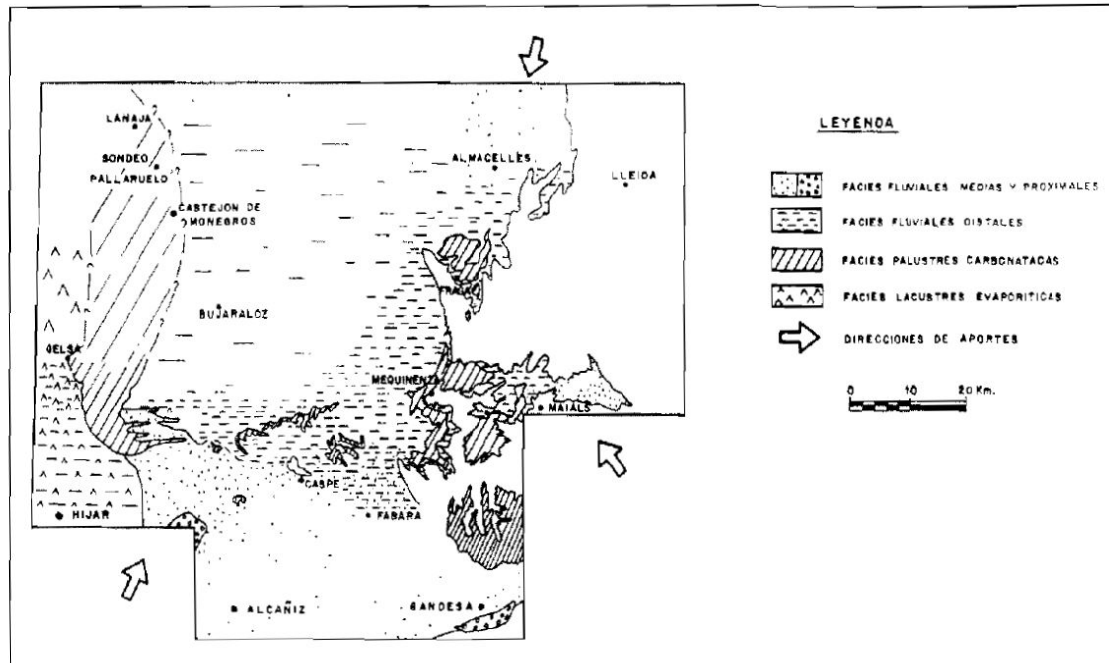 LANAJA
SONDEO
PALLARUELO
CASTEJON DE
MONEGROS
ALMACELLES
LLEIDA
BUJARALOZ
FRAGA
GELSA
MEQUINENZA
MAIALS
CASPE
HIJAR
FABARA
ALCAÑIZ
GANDESA
LEYENDA
FACIES FLUVIALES MEDIAS Y PROXIMALES
FACIES FLUVIALES DISTALES
FACIES PALUSTRES CARBONATADAS
FACIES LACUSTRES EVAPORITICAS
DIRECCIONES DE APORTES
0 10 20 Km.
? ? ? ?